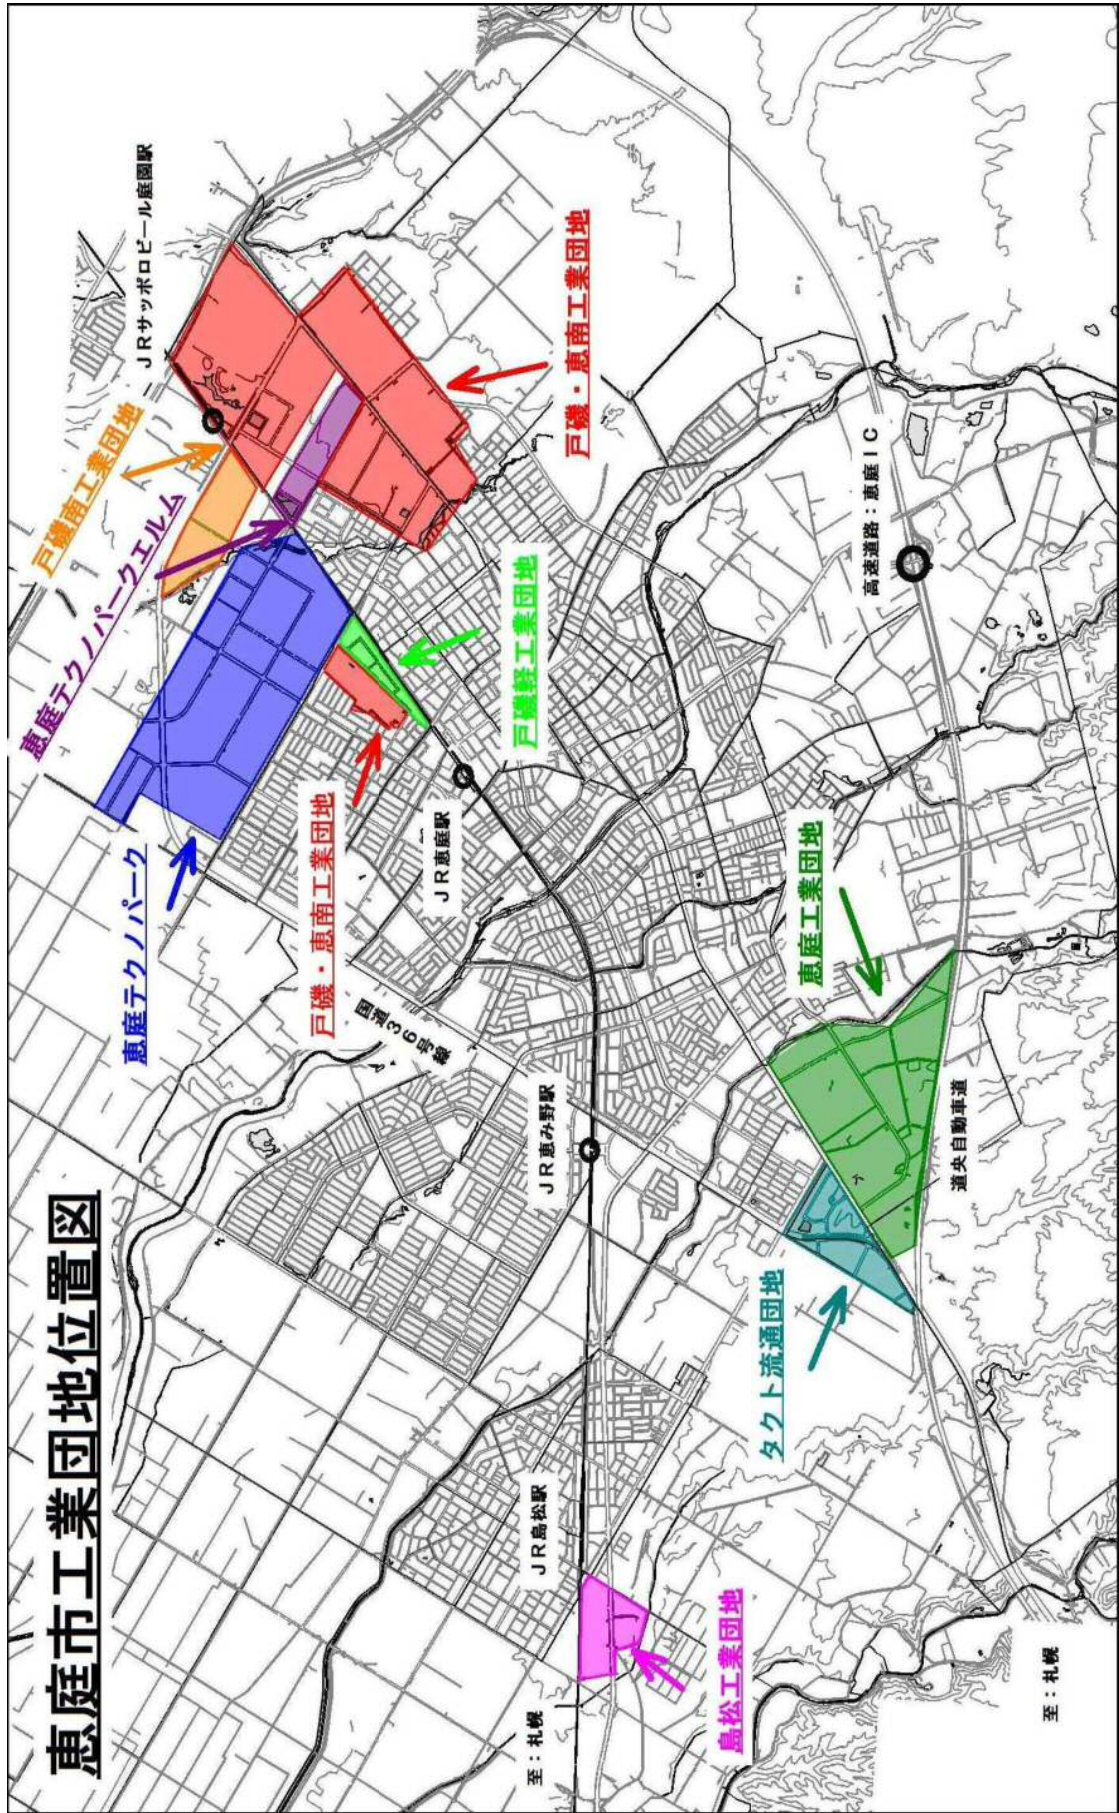 恵庭市工業団地位置図
JRサッポロビール庭園駅
戸磯南工業団地
恵庭テクノパークエルム
恵庭テクノパーク
戸磯・恵南工業団地
戸磯・恵南工業団地
戸磯軽工業団地
JR恵庭駅
国道36号線
JR恵み野駅
高速道路：恵庭IC
恵庭工業団地
道央自動車道
タクト流通団地
JR島松駅
島松工業団地
至：札幌
至：札幌